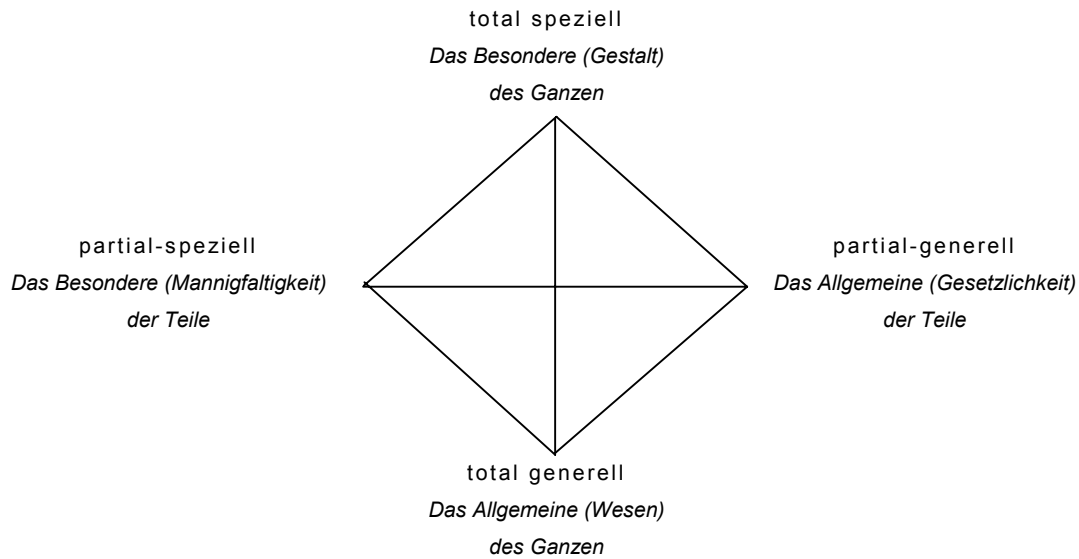 total speziell
Das Besondere (Gestalt)
des Ganzen
partial-speziell
Das Besondere (Mannigfaltigkeit)
der Teile
partial-generell
Das Allgemeine (Gesetzlichkeit)
der Teile
total generell
Das Allgemeine (Wesen)
des Ganzen